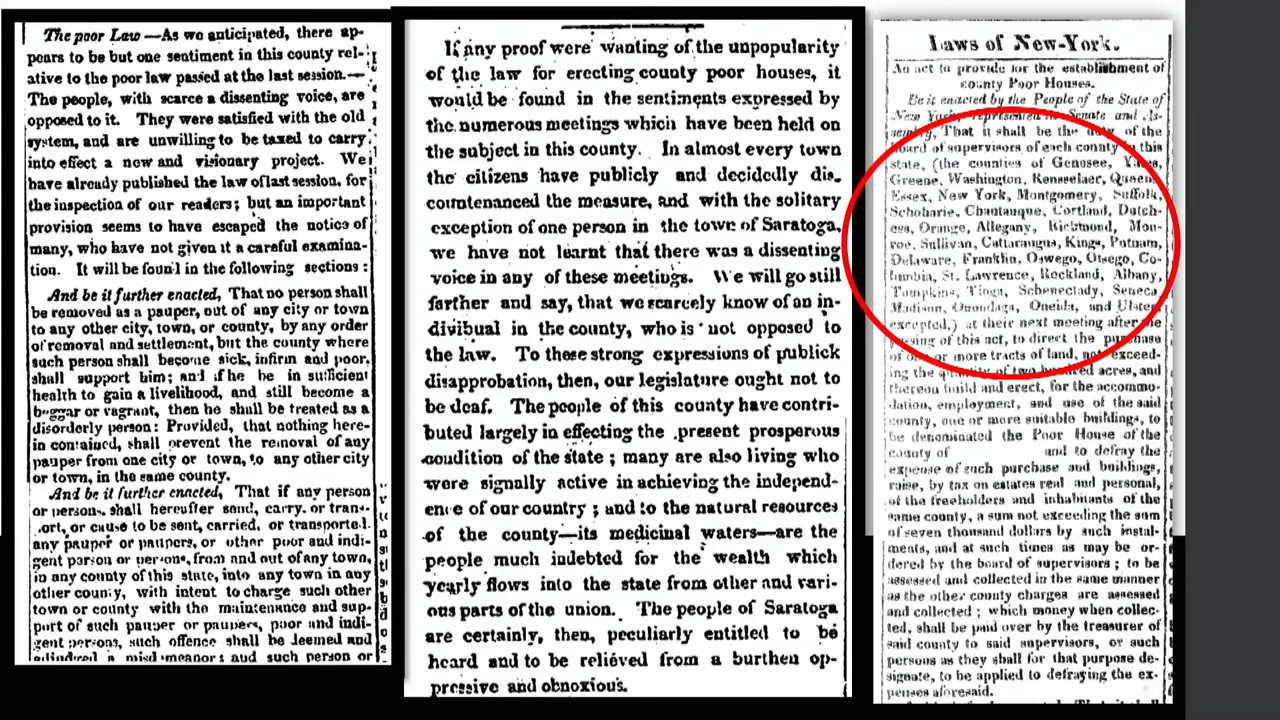 The poor Law —As we anticipated, there ap-
pears to be but one sentiment in this county rel-
ative to the poor law passed at the last session.—
The people, with scarce a dissenting voice, are
opposed to it. They were satisfied with the old
system, and are unwilling to be taxed to carry
into effect a new and visionary project. We
have already published the law of last session, for
the inspection of our readers; but an important
provision seems to have escaped the notice of
many, who have not given it a careful examina-
tion. It will be found in the following sections:
And be it further enacted, That no person shall
be removed as a pauper, out of any city or town
to any other city, town, or county, by any order
of removal and settlement, but the county where
such person shall become sick, infirm and poor,
shall support him; and if he be in sufficient
health to gain a livelihood, and still become a
beggar or vagrant, then he shall be treated as a
disorderly person: Provided, that nothing here-
in contained, shall prevent the removal of any
pauper from one city or town, to any other city
or town, in the same county.
And be it further enacted, That if any person
or persons, shall hereafter send, carry, or trans-
port, or cause to be sent, carried, or transported.
any pauper or paupers, or other poor and indi-
gent person or persons, from and out of any town,
in any county of this state, into any town in any
other county, with intent to charge such other
town or county with the maintenance and sup-
port of such pauper or paupers, poor and indi-
gent persons, such offence shall be deemed and
a misdemeanor; and such person or
If any proof were wanting of the unpopularity
of the law for erecting county poor houses, it
would be found in the sentiments expressed by
the numerous meetings which have been held on
the subject in this county. In almost every town
the citizens have publicly and decidedly dis-
countenanced the measure, and with the solitary
exception of one person in the town of Saratoga,
we have not learnt that there was a dissenting
voice in any of these meetings. We will go still
farther and say, that we scarcely know of an in-
divibual in the county, who is not opposed to
the law. To these strong expressions of publick
disapprobation, then, our legislature ought not to
be deaf. The people of this county have contri-
buted largely in effecting the present prosperous
condition of the state; many are also living who
were signally active in achieving the independ-
ence of our country; and to the natural resources
of the county—its medicinal waters—are the
people much indebted for the wealth which
yearly flows into the state from other and vari-
ous parts of the union. The people of Saratoga
are certainly, then, peculiarly entitled to be
heard and to be relieved from a burthen op-
pressive and obnoxious.
Laws of New-York.
An act to provide for the establishment of
county Poor Houses.
Be it enacted by the People of the State of
New York, represented in Senate and As-
sembly, That it shall be the duty of the
board of supervisors of each county in this
state, (the counties of Genesee, Yates,
Greene, Washington, Rensselaer, Queens,
Essex, New York, Montgomery, Suffolk,
Schoharie, Chautauque, Cortland, Dutch-
ess, Orange, Allegany, Richmond, Mon-
roe, Sullivan, Cattaraugus, Kings, Putnam,
Delaware, Franklin, Oswego, Otsego, Co-
lumbia, St. Lawrence, Rockland, Albany,
Tompkins, Tioga, Schenectady, Seneca
Madison, Onondaga, Oneida, and Ulster
excepted,) at their next meeting after the
passing of this act, to direct the purchase
of one or more tracts of land, not exceed-
ing the quantity of two hundred acres, and
thereon build and erect, for the accommo-
dation, employment, and use of the said
county, one or more suitable buildings, to
be denominated the Poor House of the
county of and to defray the
expense of such purchase and buildings,
raise, by tax on estates real and personal,
of the freeholders and inhabitants of the
same county, a sum not exceeding the sum
of seven thousand dollars by such instal-
ments, and at such times as may be or-
dered by the board of supervisors; to be
assessed and collected in the same manner
as the other county charges are assessed
and collected; which money when collec-
ted, shall be paid over by the treasurer of
said county to said supervisors, or such
persons as they shall for that purpose de-
signate, to be applied to defraying the ex-
penses aforesaid.